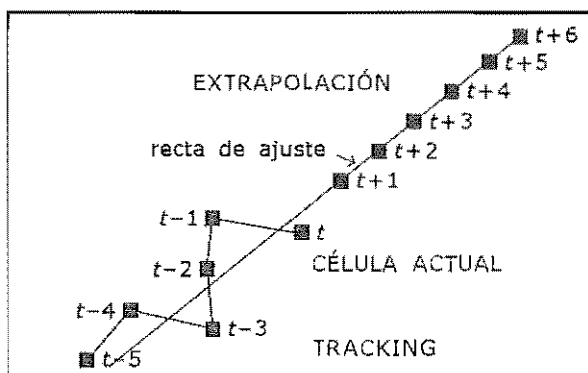 t+6
t+5
EXTRAPOLACIÓN
t+4
t+3
recta de ajuste
t+2
t+1
t−1
t
t−2
CÉLULA ACTUAL
t−4
t−3
TRACKING
t−5